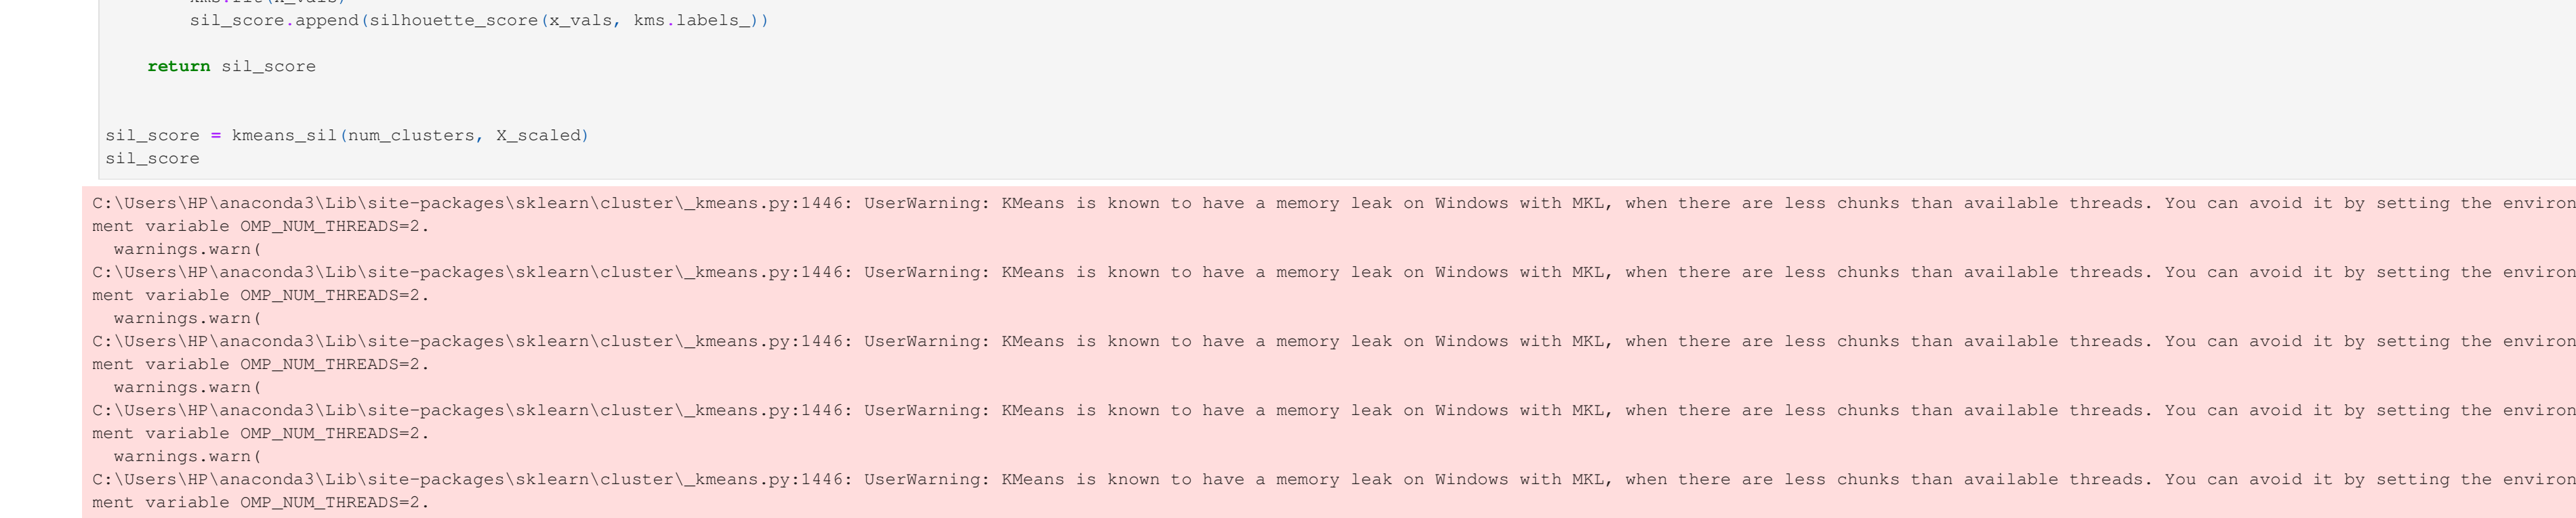 kms.fit(x_vals)
sil_score.append(silhouette_score(x_vals, kms.labels_))
return sil_score
sil_score = kmeans_sil(num_clusters, X_scaled)
sil_score
C:\Users\HP\anaconda3\Lib\site-packages\sklearn\cluster\_kmeans.py:1446: UserWarning: KMeans is known to have a memory leak on Windows with MKL, when there are less chunks than available threads. You can avoid it by setting the environ
ment variable OMP_NUM_THREADS=2.
warnings.warn(
C:\Users\HP\anaconda3\Lib\site-packages\sklearn\cluster\_kmeans.py:1446: UserWarning: KMeans is known to have a memory leak on Windows with MKL, when there are less chunks than available threads. You can avoid it by setting the environ
ment variable OMP_NUM_THREADS=2.
warnings.warn(
C:\Users\HP\anaconda3\Lib\site-packages\sklearn\cluster\_kmeans.py:1446: UserWarning: KMeans is known to have a memory leak on Windows with MKL, when there are less chunks than available threads. You can avoid it by setting the environ
ment variable OMP_NUM_THREADS=2.
warnings.warn(
C:\Users\HP\anaconda3\Lib\site-packages\sklearn\cluster\_kmeans.py:1446: UserWarning: KMeans is known to have a memory leak on Windows with MKL, when there are less chunks than available threads. You can avoid it by setting the environ
ment variable OMP_NUM_THREADS=2.
warnings.warn(
C:\Users\HP\anaconda3\Lib\site-packages\sklearn\cluster\_kmeans.py:1446: UserWarning: KMeans is known to have a memory leak on Windows with MKL, when there are less chunks than available threads. You can avoid it by setting the environ
ment variable OMP_NUM_THREADS=2.